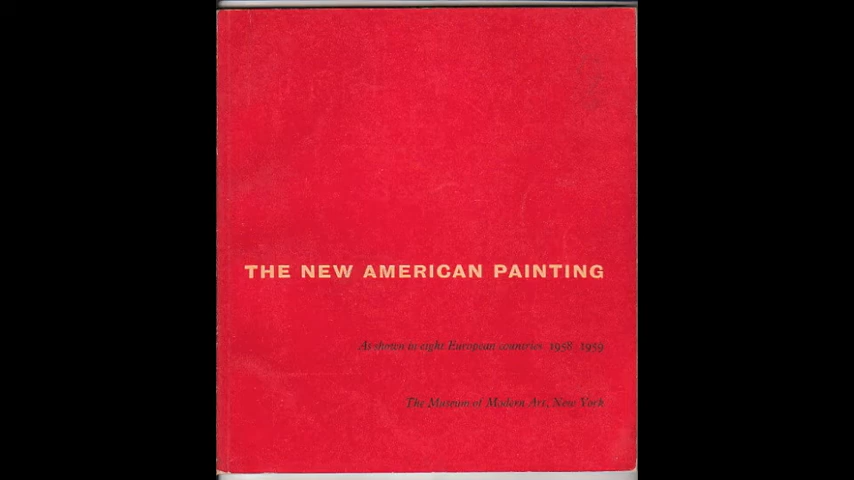 THE NEW AMERICAN PAINTING
As shown in eight European countries 1958–1959
The Museum of Modern Art, New York